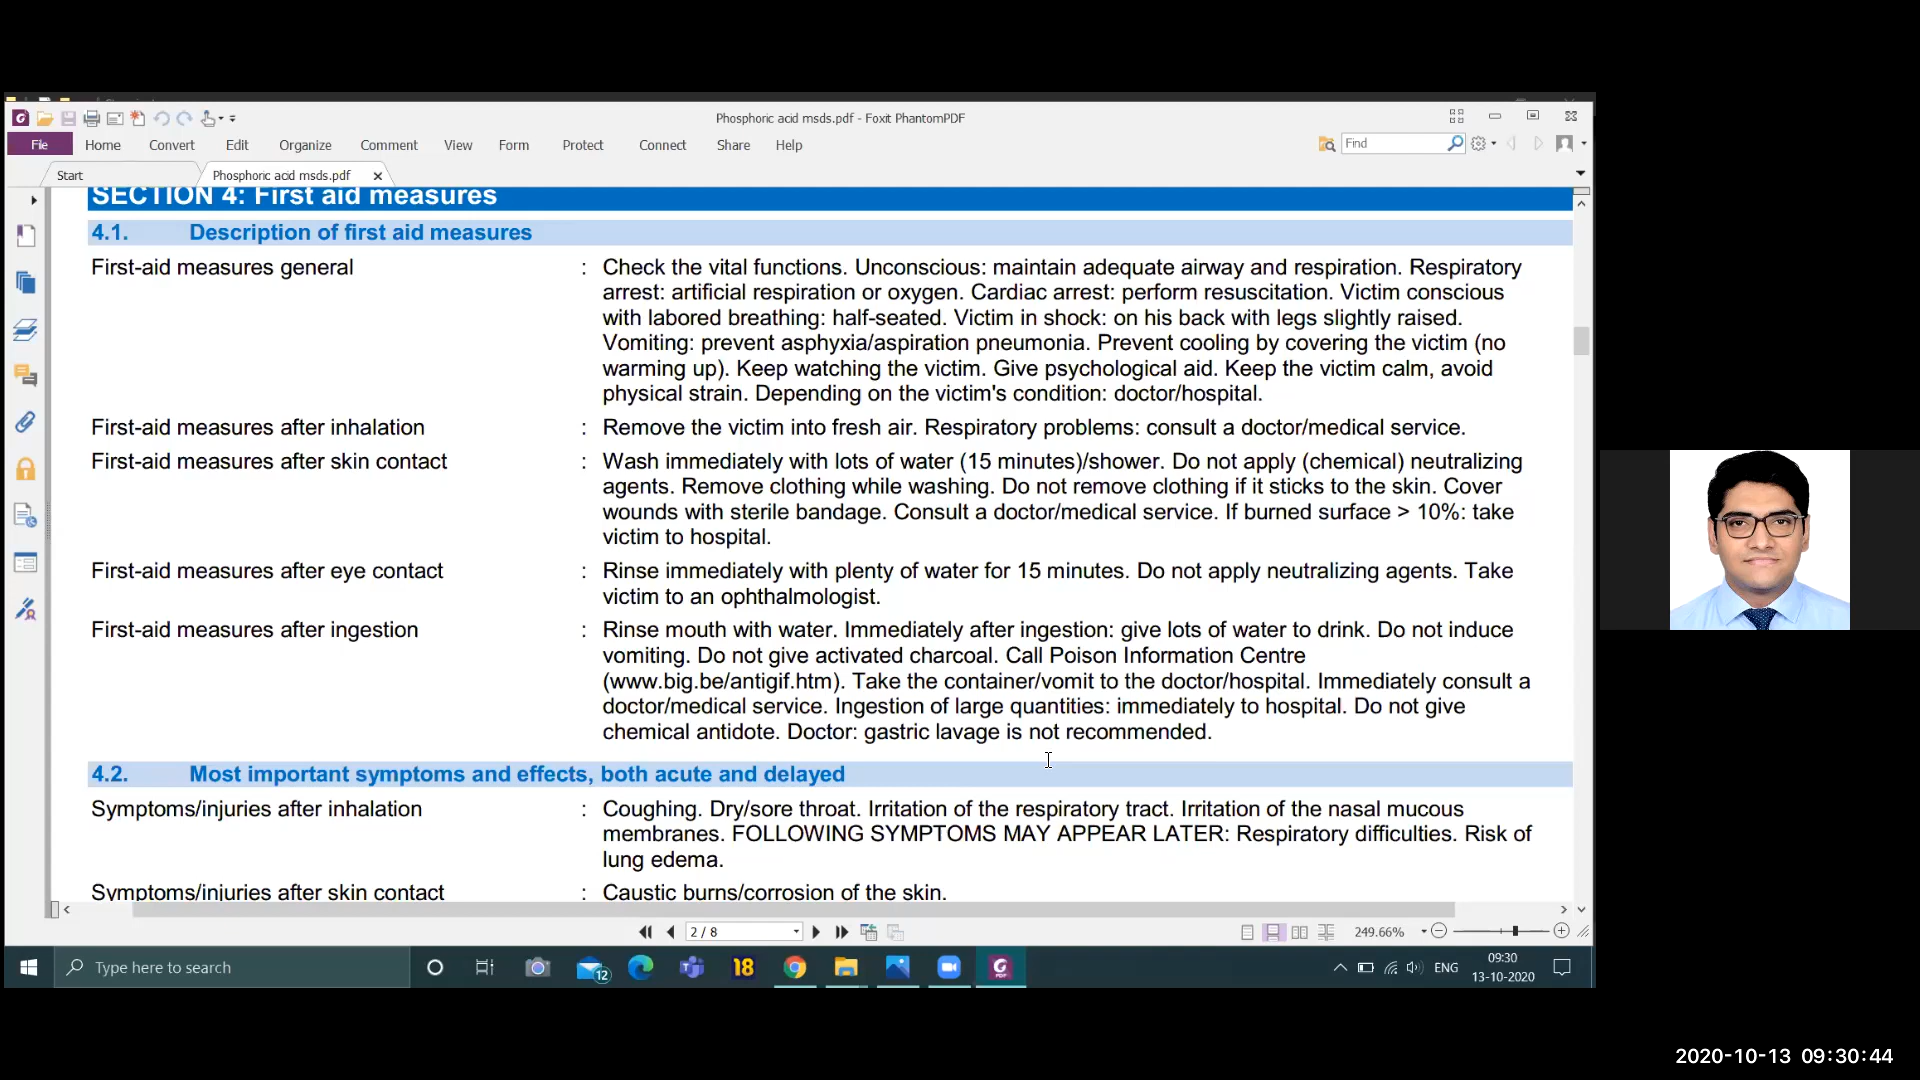 Phosphoric acid msds.pdf - Foxit PhantomPDF
File Home Convert Edit Organize Comment View Form Protect Connect Share Help Find
Start Phosphoric acid msds.pdf
SECTION 4: First aid measures
4.1. Description of first aid measures
First-aid measures general : Check the vital functions. Unconscious: maintain adequate airway and respiration. Respiratory
arrest: artificial respiration or oxygen. Cardiac arrest: perform resuscitation. Victim conscious
with labored breathing: half-seated. Victim in shock: on his back with legs slightly raised.
Vomiting: prevent asphyxia/aspiration pneumonia. Prevent cooling by covering the victim (no
warming up). Keep watching the victim. Give psychological aid. Keep the victim calm, avoid
physical strain. Depending on the victim's condition: doctor/hospital.
First-aid measures after inhalation : Remove the victim into fresh air. Respiratory problems: consult a doctor/medical service.
First-aid measures after skin contact : Wash immediately with lots of water (15 minutes)/shower. Do not apply (chemical) neutralizing
agents. Remove clothing while washing. Do not remove clothing if it sticks to the skin. Cover
wounds with sterile bandage. Consult a doctor/medical service. If burned surface > 10%: take
victim to hospital.
First-aid measures after eye contact : Rinse immediately with plenty of water for 15 minutes. Do not apply neutralizing agents. Take
victim to an ophthalmologist.
First-aid measures after ingestion : Rinse mouth with water. Immediately after ingestion: give lots of water to drink. Do not induce
vomiting. Do not give activated charcoal. Call Poison Information Centre
(www.big.be/antigif.htm). Take the container/vomit to the doctor/hospital. Immediately consult a
doctor/medical service. Ingestion of large quantities: immediately to hospital. Do not give
chemical antidote. Doctor: gastric lavage is not recommended.
4.2. Most important symptoms and effects, both acute and delayed
Symptoms/injuries after inhalation : Coughing. Dry/sore throat. Irritation of the respiratory tract. Irritation of the nasal mucous
membranes. FOLLOWING SYMPTOMS MAY APPEAR LATER: Respiratory difficulties. Risk of
lung edema.
Symptoms/injuries after skin contact : Caustic burns/corrosion of the skin.
2 / 8 249.66%
Type here to search 12 18 ENG 09:30
13-10-2020
2020-10-13 09:30:44